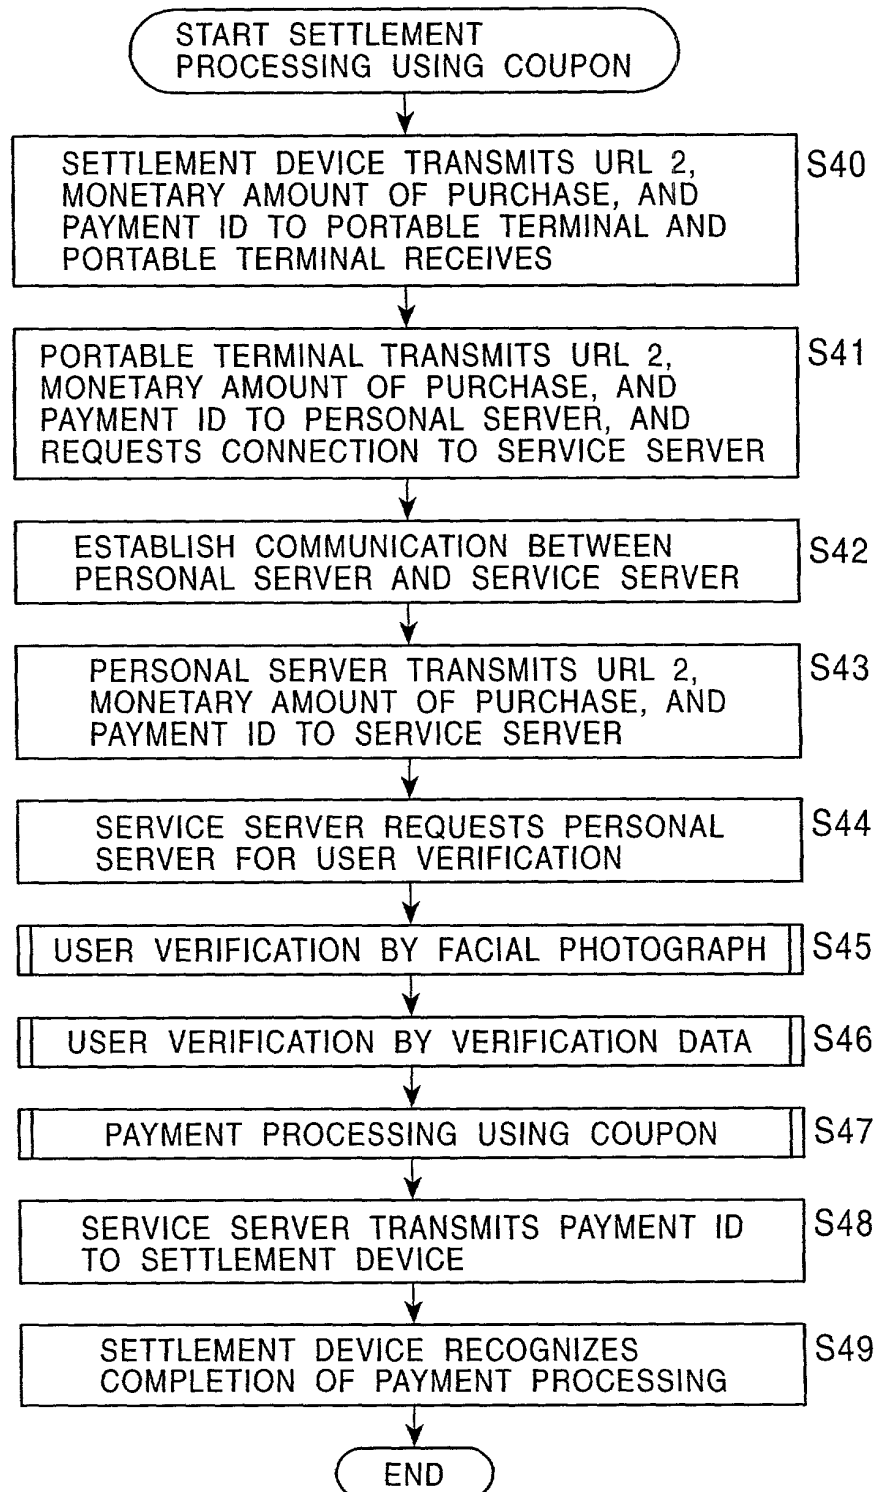 START SETTLEMENT
PROCESSING USING COUPON
SETTLEMENT DEVICE TRANSMITS URL 2,
MONETARY AMOUNT OF PURCHASE, AND
PAYMENT ID TO PORTABLE TERMINAL AND
PORTABLE TERMINAL RECEIVES
S40
PORTABLE TERMINAL TRANSMITS URL 2,
MONETARY AMOUNT OF PURCHASE, AND
PAYMENT ID TO PERSONAL SERVER, AND
REQUESTS CONNECTION TO SERVICE SERVER
S41
ESTABLISH COMMUNICATION BETWEEN
PERSONAL SERVER AND SERVICE SERVER
S42
PERSONAL SERVER TRANSMITS URL 2,
MONETARY AMOUNT OF PURCHASE, AND
PAYMENT ID TO SERVICE SERVER
S43
SERVICE SERVER REQUESTS PERSONAL
SERVER FOR USER VERIFICATION
S44
USER VERIFICATION BY FACIAL PHOTOGRAPH
S45
USER VERIFICATION BY VERIFICATION DATA
S46
PAYMENT PROCESSING USING COUPON
S47
SERVICE SERVER TRANSMITS PAYMENT ID
TO SETTLEMENT DEVICE
S48
SETTLEMENT DEVICE RECOGNIZES
COMPLETION OF PAYMENT PROCESSING
S49
END